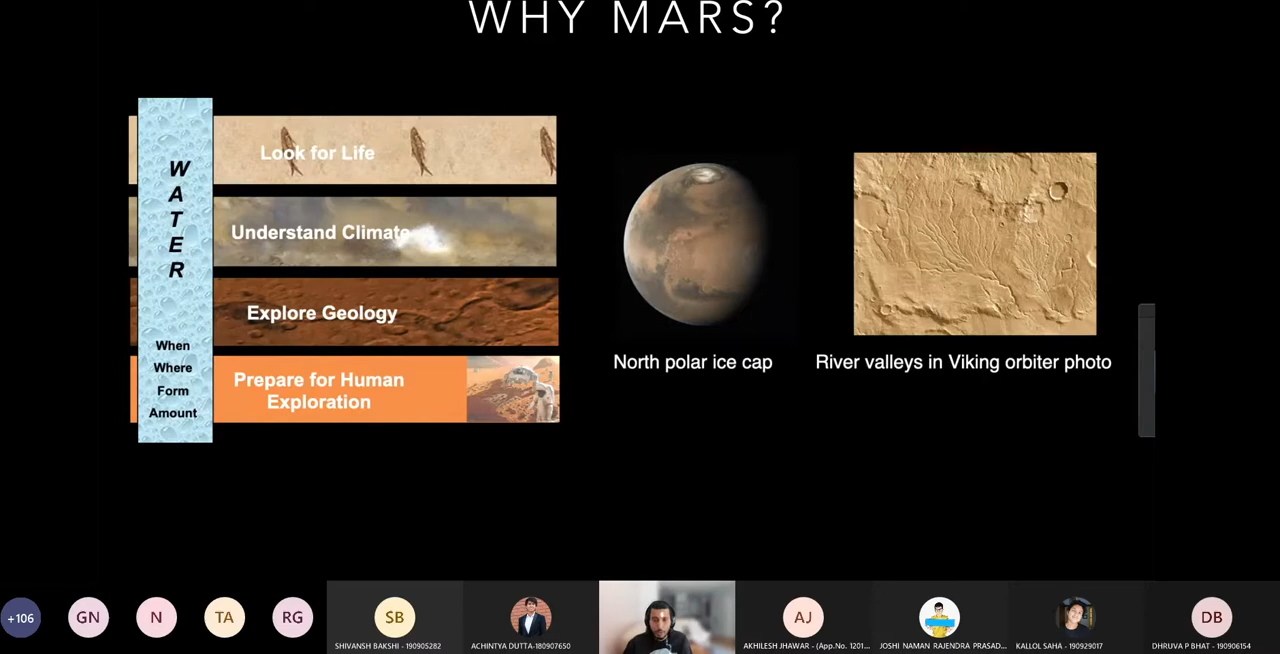 WHY MARS?
WATER
When
Where
Form
Amount
Look for Life
Understand Climate
Explore Geology
Prepare for Human
Exploration
North polar ice cap
River valleys in Viking orbiter photo
+106
GN
N
TA
RG
SB
AJ
DB
SHIVANSH BAKSHI - 190905282
ACHINTYA DUTTA-180907650
AKHILESH JHAWAR - (App.No. 1201...
JOSHI NAMAN RAJENDRA PRASAD...
KALLOL SAHA - 190929017
DHRUVA P BHAT - 190906154